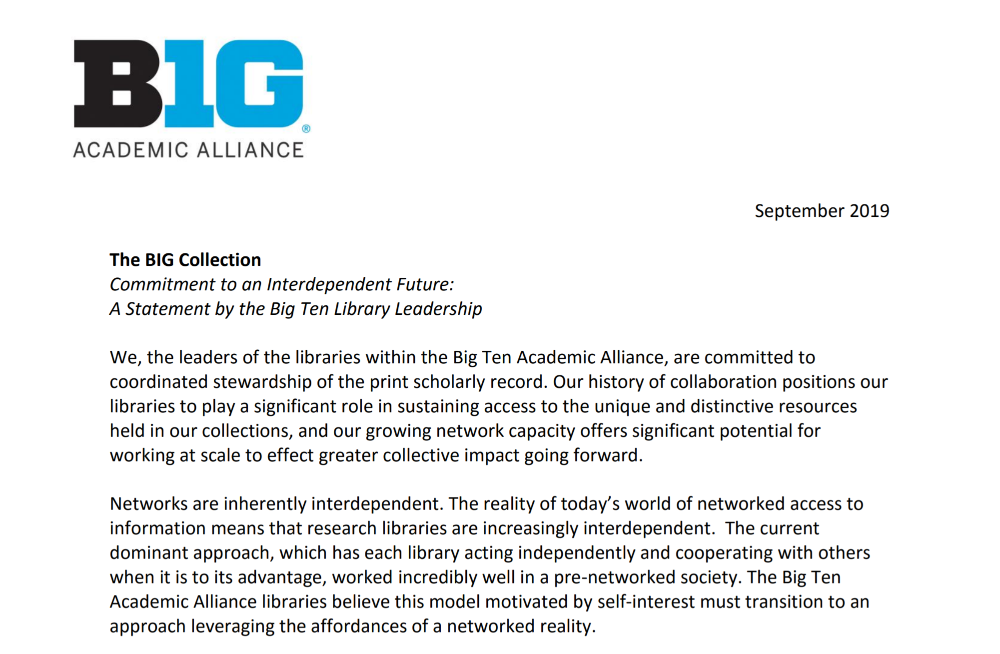 B1G®
ACADEMIC ALLIANCE
September 2019
The BIG Collection
Commitment to an Interdependent Future:
A Statement by the Big Ten Library Leadership
We, the leaders of the libraries within the Big Ten Academic Alliance, are committed to
coordinated stewardship of the print scholarly record. Our history of collaboration positions our
libraries to play a significant role in sustaining access to the unique and distinctive resources
held in our collections, and our growing network capacity offers significant potential for
working at scale to effect greater collective impact going forward.
Networks are inherently interdependent. The reality of today’s world of networked access to
information means that research libraries are increasingly interdependent.  The current
dominant approach, which has each library acting independently and cooperating with others
when it is to its advantage, worked incredibly well in a pre-networked society. The Big Ten
Academic Alliance libraries believe this model motivated by self-interest must transition to an
approach leveraging the affordances of a networked reality.